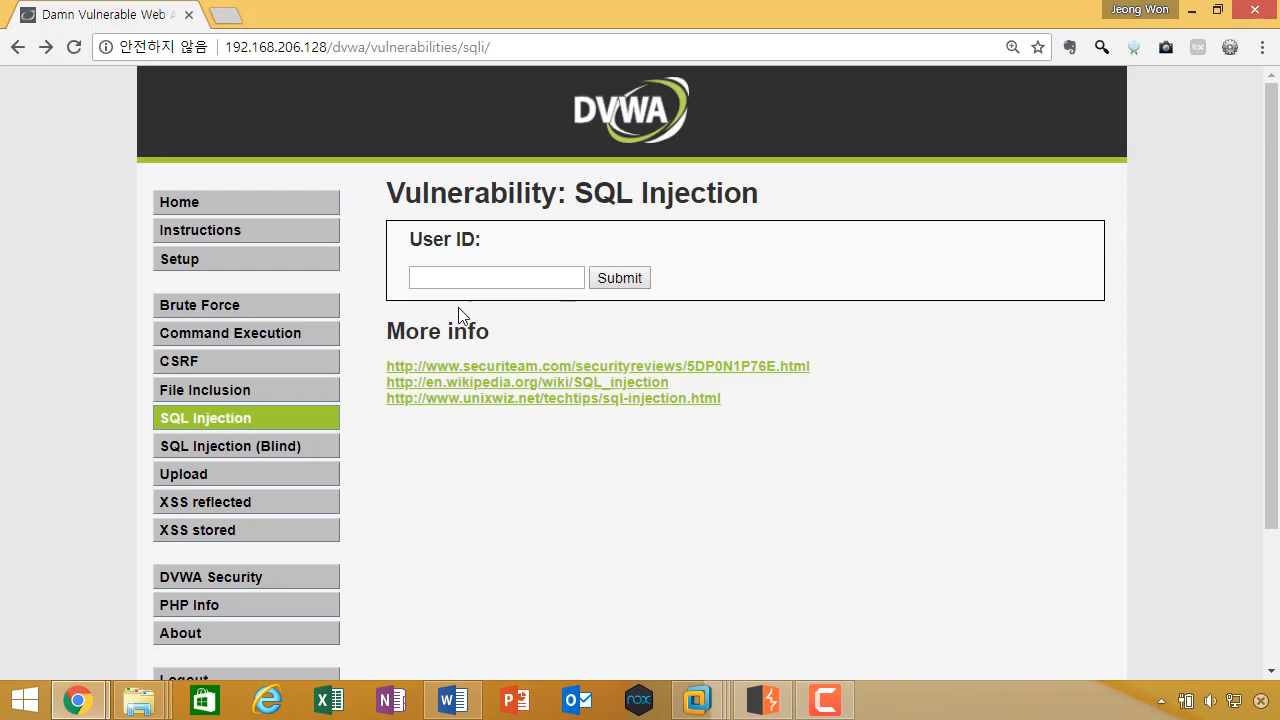 Damn Vulnerable Web A
Jeong Won
안전하지 않음
192.168.206.128/dvwa/vulnerabilities/sqli/
DVWA
Home
Instructions
Setup
Brute Force
Command Execution
CSRF
File Inclusion
SQL Injection
SQL Injection (Blind)
Upload
XSS reflected
XSS stored
DVWA Security
PHP Info
About
Logout
Vulnerability: SQL Injection
User ID:
Submit
More info
http://www.securiteam.com/securityreviews/5DP0N1P76E.html
http://en.wikipedia.org/wiki/SQL_injection
http://www.unixwiz.net/techtips/sql-injection.html
nox